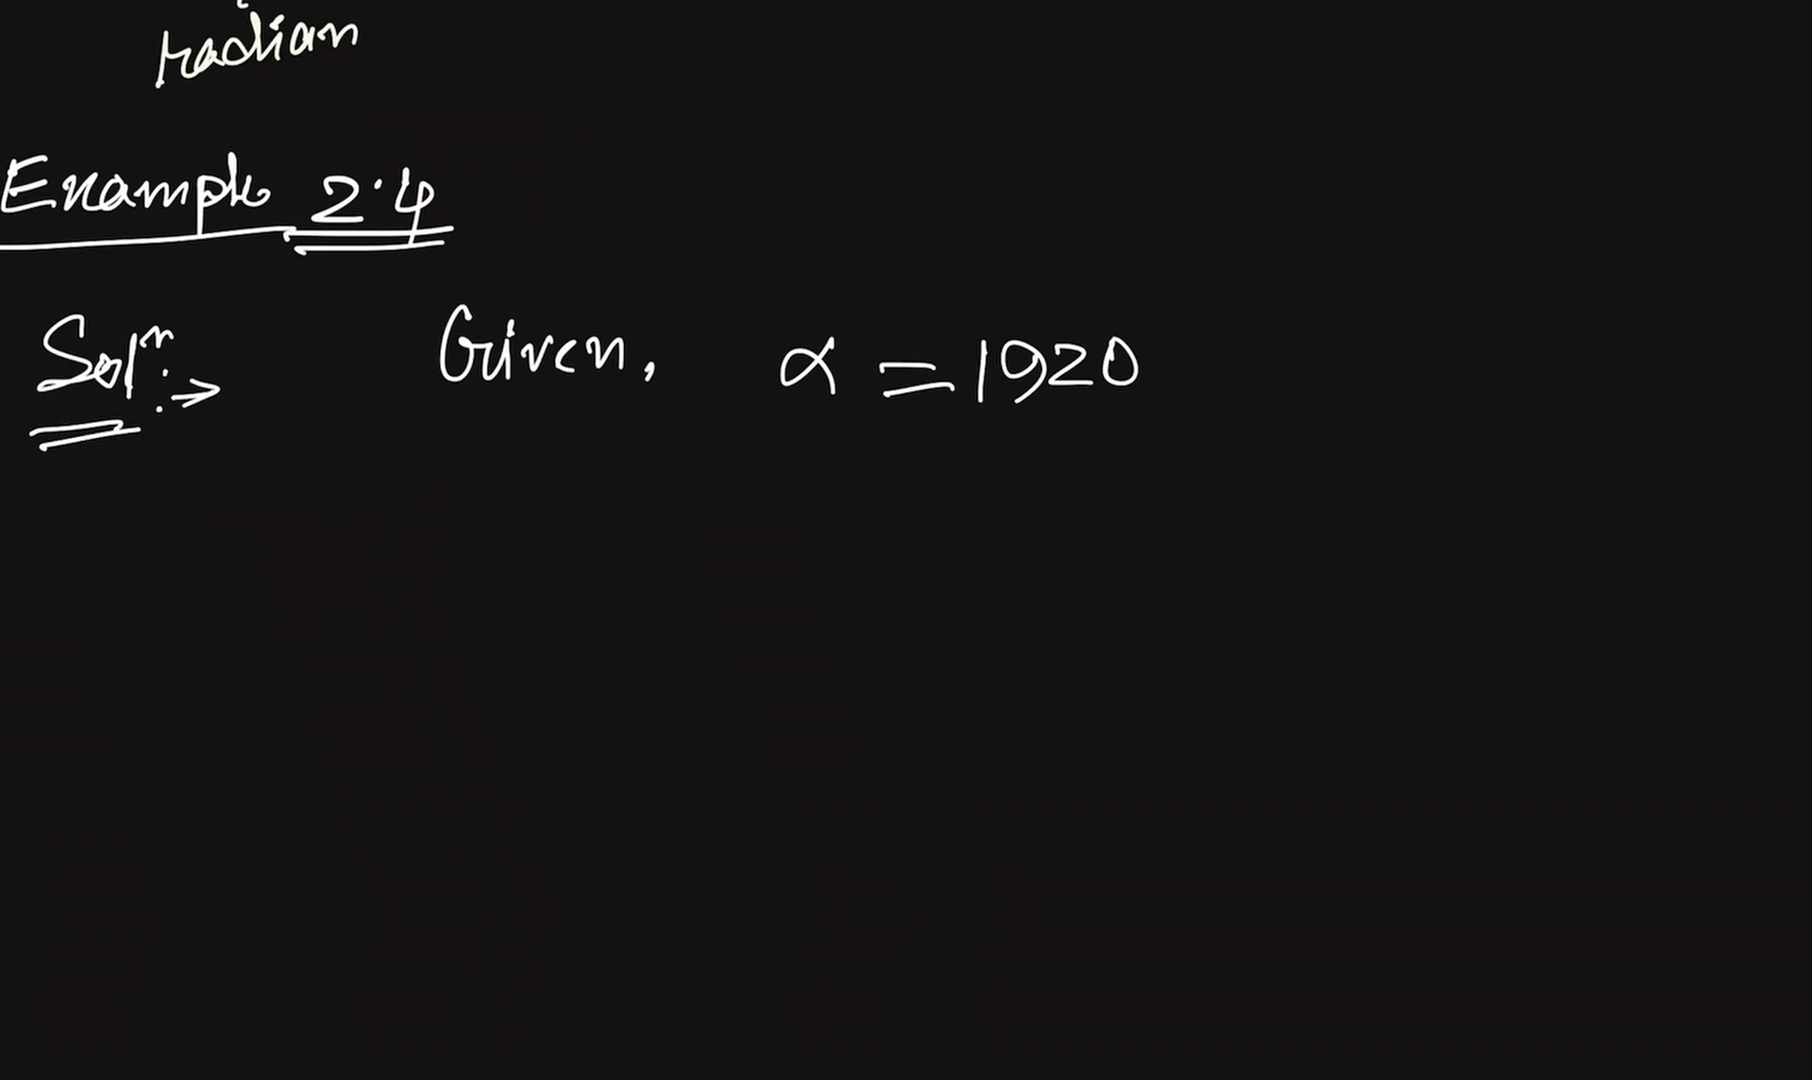 radian
Example 2.4
Solⁿ:→ Given, α = 1920